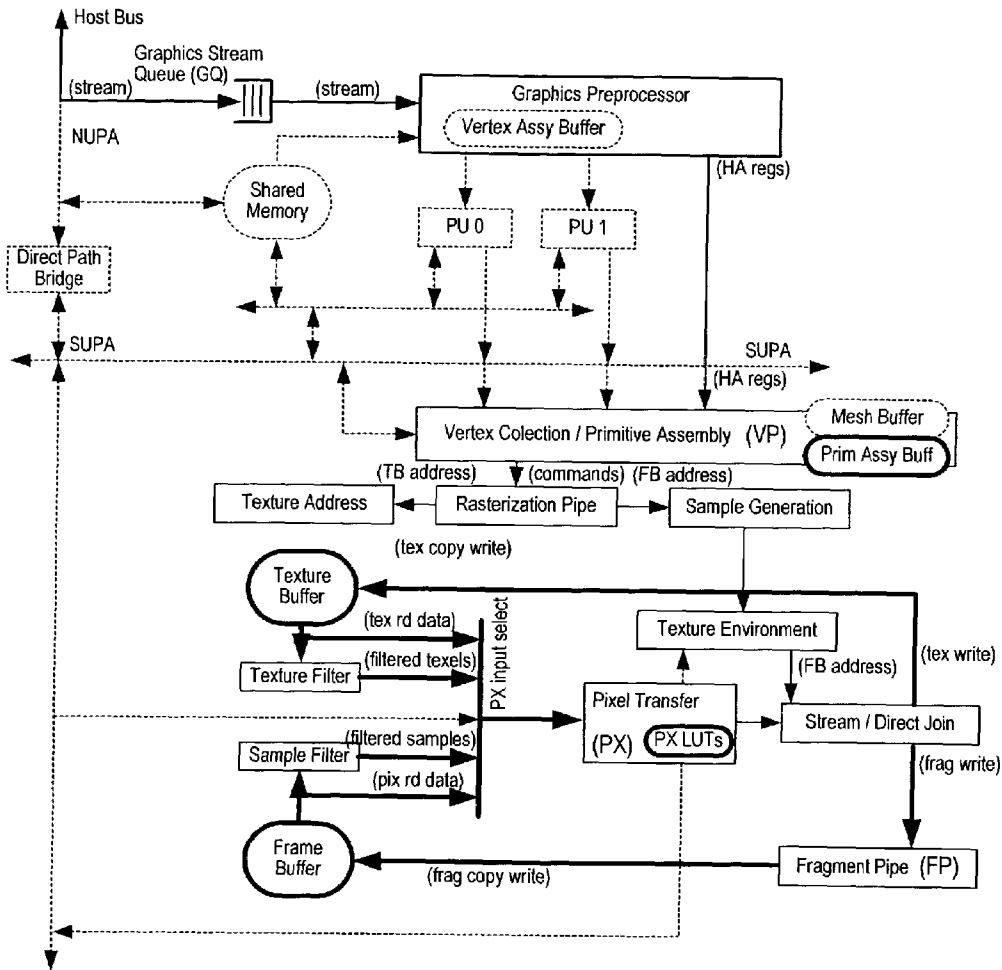 Host Bus
Graphics Stream
Queue (GQ)
(stream)
(stream)
Graphics Preprocessor
Vertex Assy Buffer
NUPA
(HA regs)
Shared
Memory
PU 0
PU 1
Direct Path
Bridge
SUPA
SUPA
(HA regs)
Mesh Buffer
Vertex Colection / Primitive Assembly (VP)
Prim Assy Buff
(TB address)
(commands)
(FB address)
Texture Address
Rasterization Pipe
Sample Generation
(tex copy write)
Texture
Buffer
PX input select
(tex rd data)
Texture Environment
(filtered texels)
Texture Filter
(FB address)
(tex write)
Pixel Transfer
(PX)
PX LUTs
Stream / Direct Join
(filtered samples)
Sample Filter
(frag write)
(pix rd data)
Frame
Buffer
Fragment Pipe (FP)
(frag copy write)